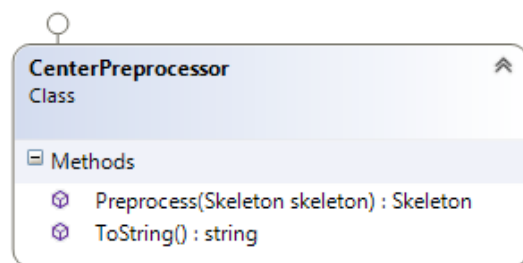 CenterPreprocessor
Class
Methods
Preprocess(Skeleton skeleton) : Skeleton
ToString() : string